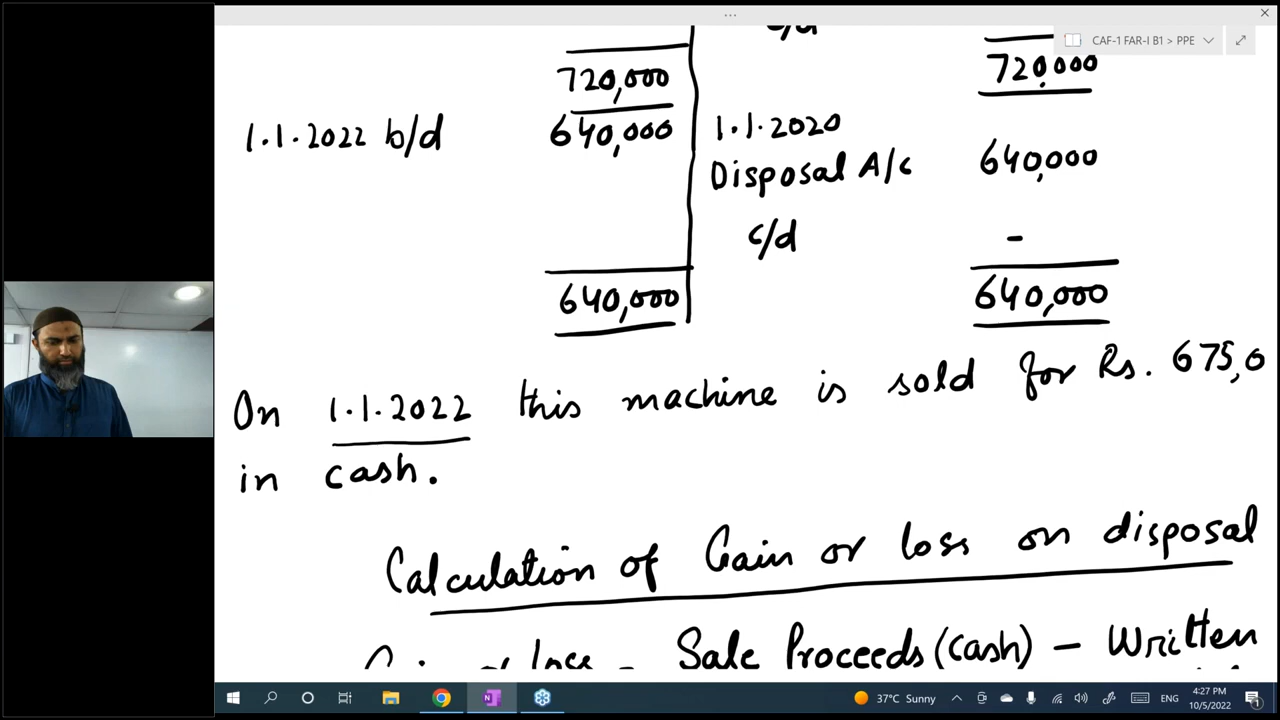 c/d
CAF-1 FAR-I B1 > PPE
720,000 720,000
1.1.2022 b/d 640,000 1.1.2020
Disposal A/c 640,000
c/d -
640,000 640,000
On 1.1.2022 this machine is sold for Rs. 675,0
in cash.
Calculation of Gain or loss on disposal
Sale Proceeds (cash) - Written
37°C Sunny
ENG
4:27 PM
10/5/2022